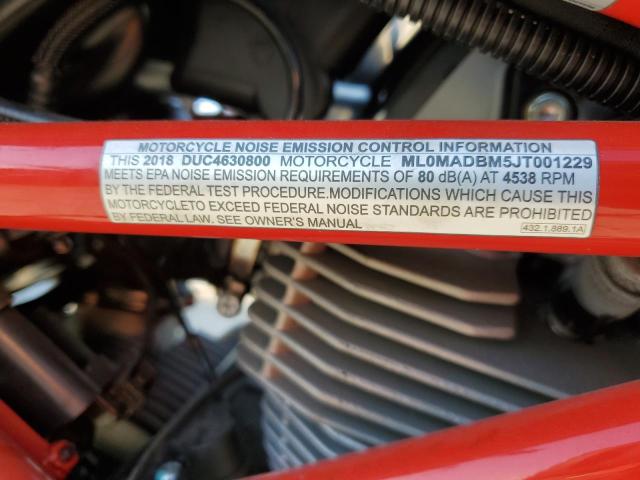 MOTORCYCLE NOISE EMISSION CONTROL INFORMATION
THIS 2018 DUC4630800 MOTORCYCLE ML0MADBM5JT001229
MEETS EPA NOISE EMISSION REQUIREMENTS OF 80 dB(A) AT 4538 RPM
BY THE FEDERAL TEST PROCEDURE.MODIFICATIONS WHICH CAUSE THIS
MOTORCYCLETO EXCEED FEDERAL NOISE STANDARDS ARE PROHIBITED
BY FEDERAL LAW. SEE OWNER'S MANUAL
432.1.889.1A